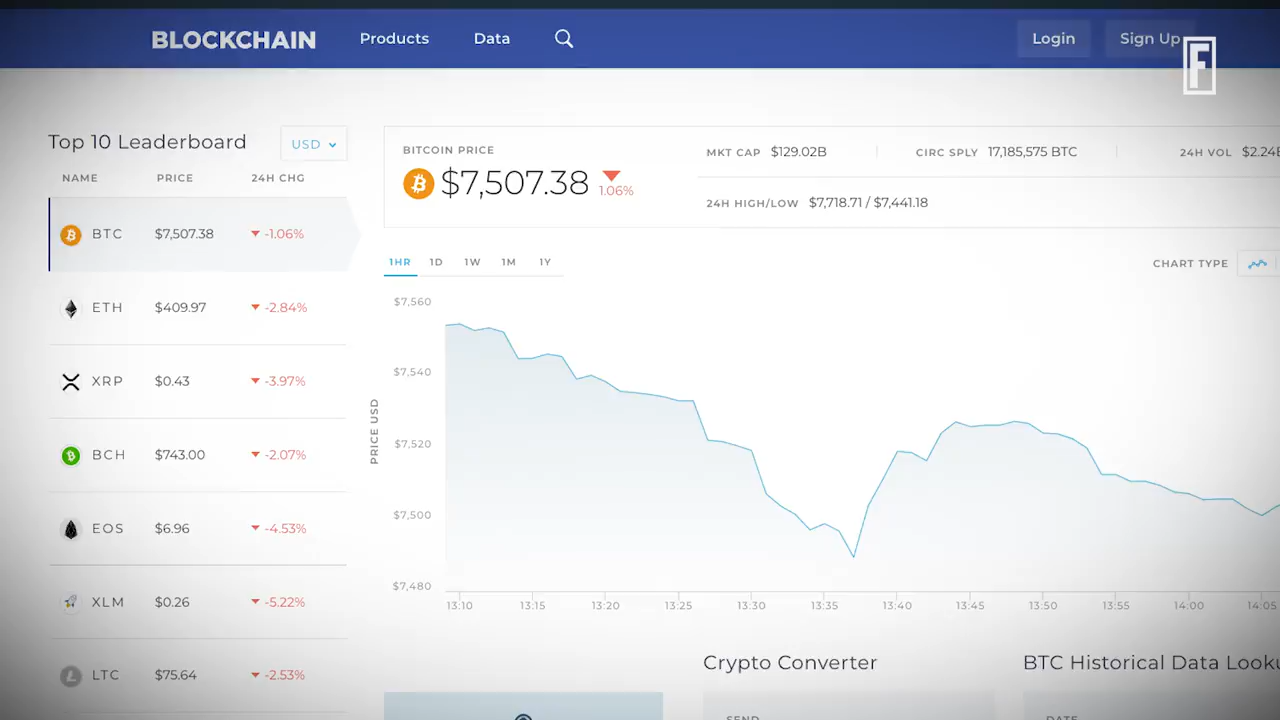 BLOCKCHAIN Products Data Login Sign Up
F
Top 10 Leaderboard USD
NAME PRICE 24H CHG
BTC $7,507.38 -1.06%
ETH $409.97 -2.84%
XRP $0.43 -3.97%
BCH $743.00 -2.07%
EOS $6.96 -4.53%
XLM $0.26 -5.22%
LTC $75.64 -2.53%
BITCOIN PRICE
$7,507.38 1.06%
MKT CAP $129.02B CIRC SPLY 17,185,575 BTC 24H VOL $2.24B
24H HIGH/LOW $7,718.71 / $7,441.18
1HR 1D 1W 1M 1Y
CHART TYPE
PRICE USD
$7,560
$7,540
$7,520
$7,500
$7,480
13:10 13:15 13:20 13:25 13:30 13:35 13:40 13:45 13:50 13:55 14:00 14:05
Crypto Converter
BTC Historical Data Looku
SEND
DATE